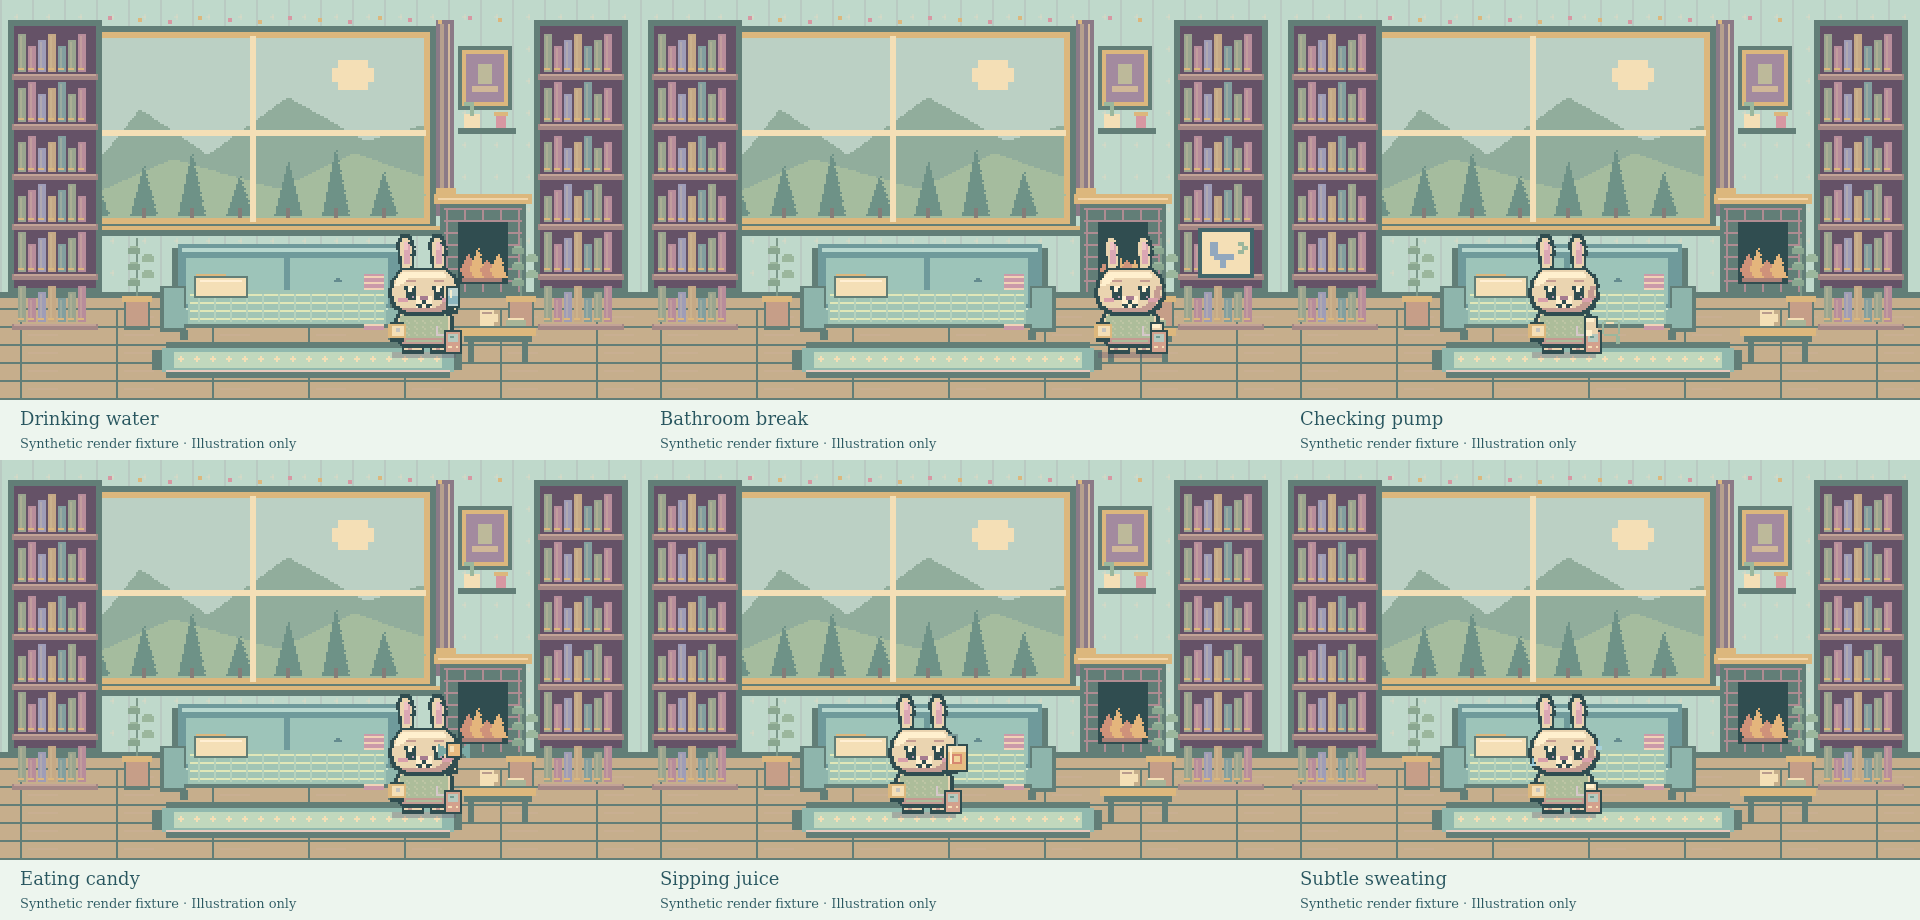 Drinking water
Synthetic render fixture · Illustration only
Bathroom break
Synthetic render fixture · Illustration only
Checking pump
Synthetic render fixture · Illustration only
Eating candy
Synthetic render fixture · Illustration only
Sipping juice
Synthetic render fixture · Illustration only
Subtle sweating
Synthetic render fixture · Illustration only